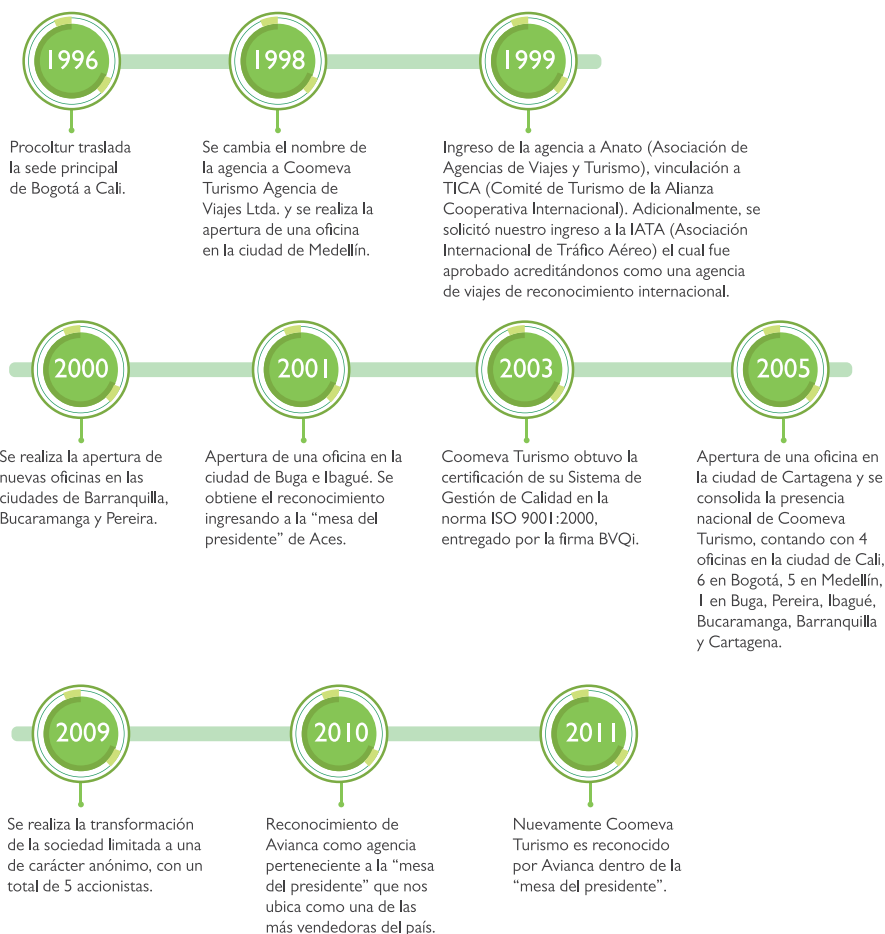 1996
Procoltur traslada
la sede principal
de Bogotá a Cali.
1998
Se cambia el nombre de
la agencia a Coomeva
Turismo Agencia de
Viajes Ltda. y se realiza la
apertura de una oficina
en la ciudad de Medellín.
1999
Ingreso de la agencia a Anato (Asociación de
Agencias de Viajes y Turismo), vinculación a
TICA (Comité de Turismo de la Alianza
Cooperativa Internacional). Adicionalmente, se
solicitó nuestro ingreso a la IATA (Asociación
Internacional de Tráfico Aéreo) el cual fue
aprobado acreditándonos como una agencia
de viajes de reconocimiento internacional.
2000
Se realiza la apertura de
nuevas oficinas en las
ciudades de Barranquilla,
Bucaramanga y Pereira.
2001
Apertura de una oficina en la
ciudad de Buga e Ibagué. Se
obtiene el reconocimiento
ingresando a la “mesa del
presidente” de Aces.
2003
Coomeva Turismo obtuvo la
certificación de su Sistema de
Gestión de Calidad en la
norma ISO 9001:2000,
entregado por la firma BVQi.
2005
Apertura de una oficina en
la ciudad de Cartagena y se
consolida la presencia
nacional de Coomeva
Turismo, contando con 4
oficinas en la ciudad de Cali,
6 en Bogotá, 5 en Medellín,
1 en Buga, Pereira, Ibagué,
Bucaramanga, Barranquilla
y Cartagena.
2009
Se realiza la transformación
de la sociedad limitada a una
de carácter anónimo, con un
total de 5 accionistas.
2010
Reconocimiento de
Avianca como agencia
perteneciente a la “mesa
del presidente” que nos
ubica como una de las
más vendedoras del país.
2011
Nuevamente Coomeva
Turismo es reconocido
por Avianca dentro de la
“mesa del presidente”.